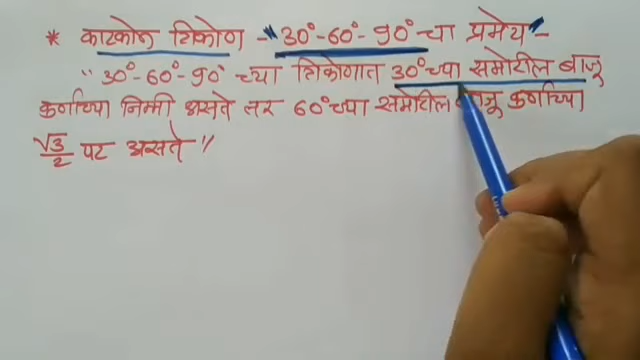 * काटकोन त्रिकोण - "30°-60°-90° चा प्रमेय" -
"30°-60°-90° च्या त्रिकोणात 30° च्या समोरील बाजू
कर्णाच्या निम्मी असते तर 60° च्या समोरील बाजू कर्णाच्या
√3/2 पट असते"